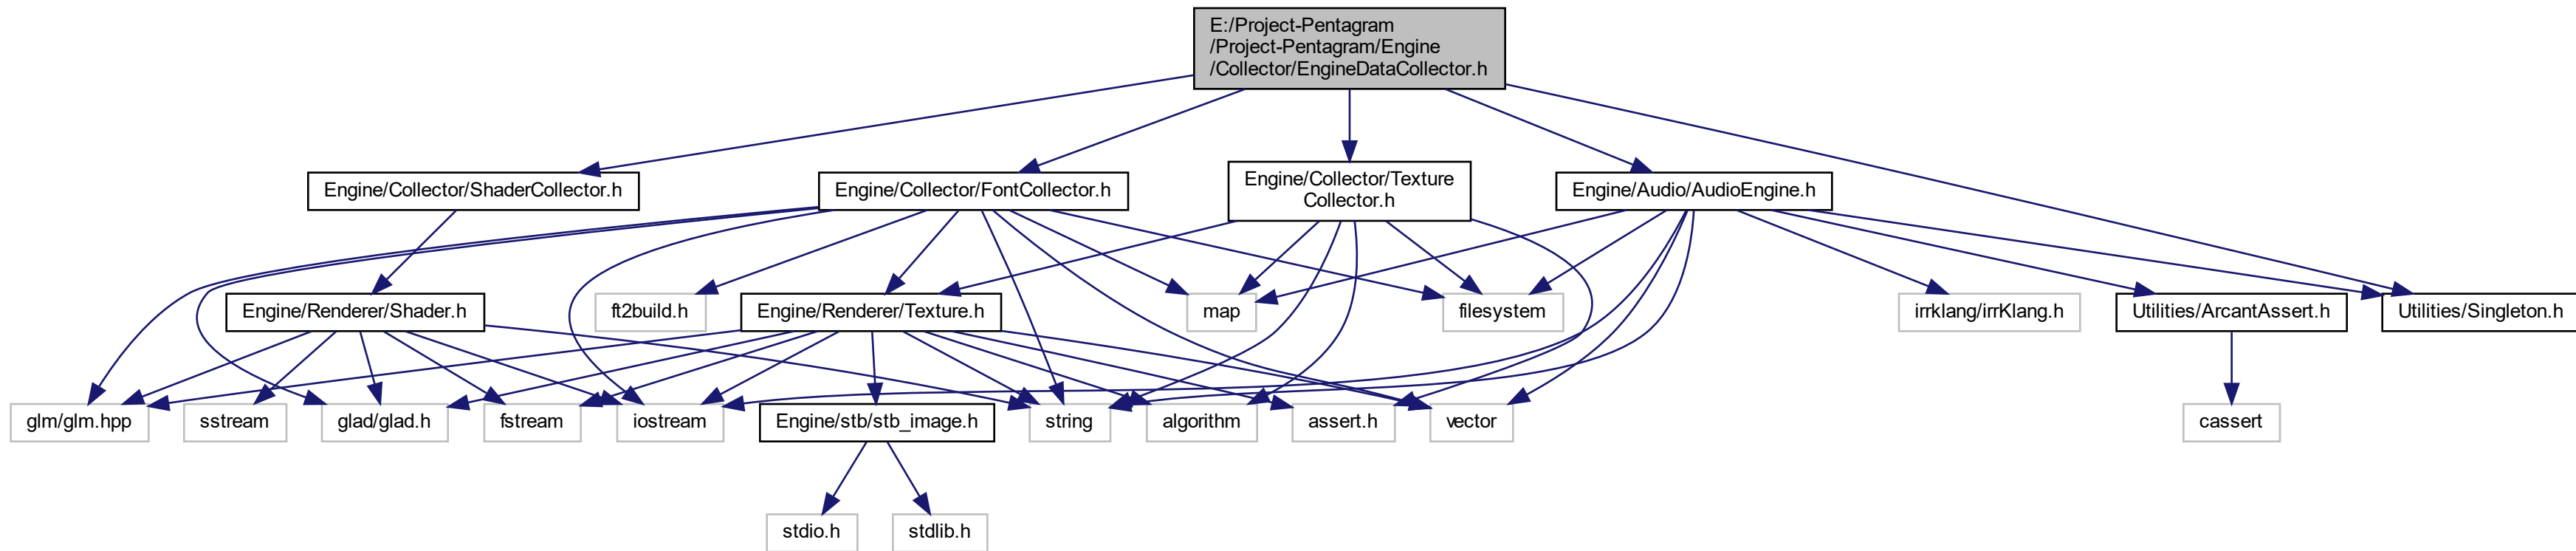 E:/Project-Pentagram
/Project-Pentagram/Engine
/Collector/EngineDataCollector.h
Engine/Collector/ShaderCollector.h
Engine/Collector/FontCollector.h
Engine/Collector/Texture
Collector.h
Engine/Audio/AudioEngine.h
Engine/Renderer/Shader.h
ft2build.h
Engine/Renderer/Texture.h
map
filesystem
irrklang/irrKlang.h
Utilities/ArcantAssert.h
Utilities/Singleton.h
glm/glm.hpp
sstream
glad/glad.h
fstream
iostream
Engine/stb/stb_image.h
string
algorithm
assert.h
vector
cassert
stdio.h
stdlib.h